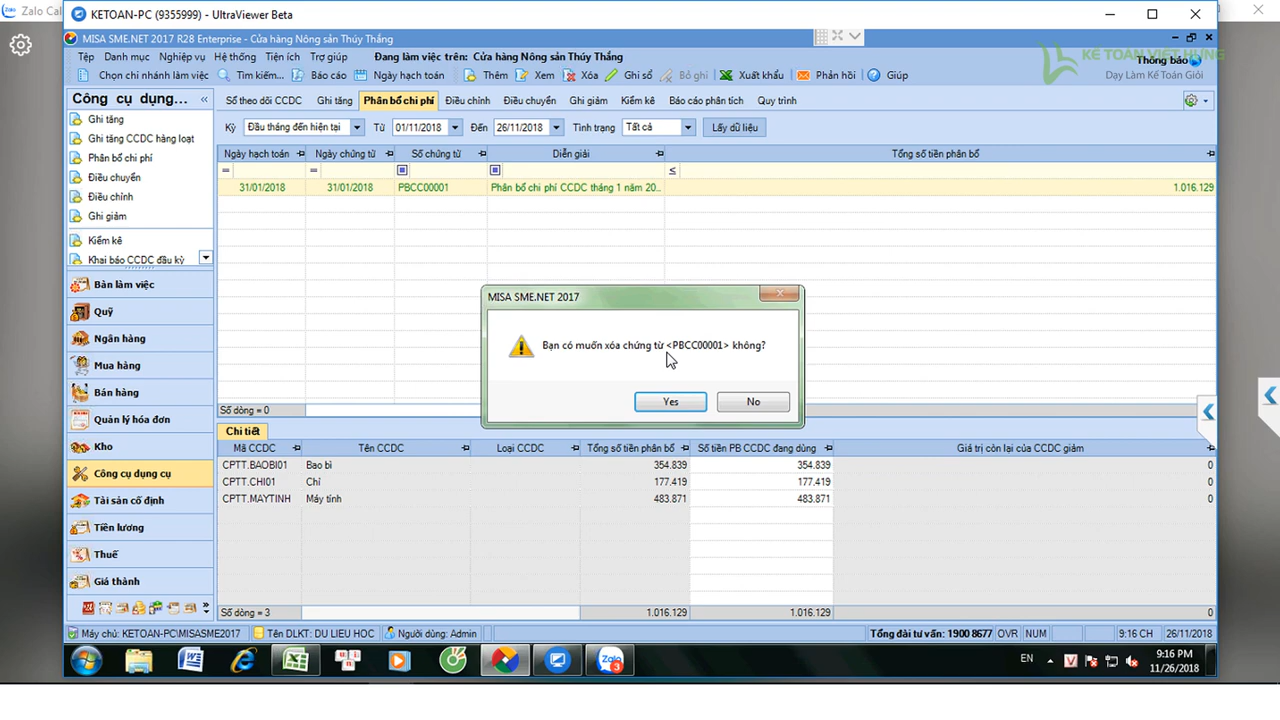 Zalo Cal
KETOAN-PC (9355999) - UltraViewer Beta
MISA SME.NET 2017 R28 Enterprise - Cửa hàng Nông sản Thúy Thắng
KẾ TOÁN VIỆT HƯNG
Dạy Làm Kế Toán Giỏi
Tệp Danh mục Nghiệp vụ Hệ thống Tiện ích Trợ giúp Đang làm việc trên: Cửa hàng Nông sản Thúy Thắng Thông báo
Chọn chi nhánh làm việc Tìm kiếm... Báo cáo Ngày hạch toán Thêm Xem Xóa Ghi sổ Bỏ ghi Xuất khẩu Phản hồi Giúp
Công cụ dụng... «
Số theo dõi CCDC Ghi tăng Phân bổ chi phí Điều chỉnh Điều chuyển Ghi giảm Kiểm kê Báo cáo phân tích Quy trình
Kỳ Đầu tháng đến hiện tại Từ 01/11/2018 Đến 26/11/2018 Tình trạng Tất cả Lấy dữ liệu
Ghi tăng
Ghi tăng CCDC hàng loạt
Phân bổ chi phí
Điều chuyển
Điều chỉnh
Ghi giảm
Kiểm kê
Khai báo CCDC đầu kỳ
Bàn làm việc
Quỹ
Ngân hàng
Mua hàng
Bán hàng
Quản lý hóa đơn
Kho
Công cụ dụng cụ
Tài sản cố định
Tiền lương
Thuế
Giá thành
Ngày hạch toán Ngày chứng từ Số chứng từ Diễn giải Tổng số tiền phân bổ
= = ≤
31/01/2018 31/01/2018 PBCC00001 Phân bổ chi phí CCDC tháng 1 năm 20... 1.016.129
MISA SME.NET 2017
Bạn có muốn xóa chứng từ <PBCC00001> không?
Yes No
Số dòng = 0
Chi tiết
Mã CCDC Tên CCDC Loại CCDC Tổng số tiền phân bổ Số tiền PB CCDC đang dùng Giá trị còn lại của CCDC giảm
CPTT.BAOBI01 Bao bì 354.839 354.839 0
CPTT.CHI01 Chỉ 177.419 177.419 0
CPTT.MAYTINH Máy tính 483.871 483.871 0
Số dòng = 3 1.016.129 1.016.129 0
Máy chủ: KETOAN-PC\MISASME2017 Tên DLKT: DU LIEU HOC Người dùng: Admin Tổng đài tư vấn: 1900 8677 OVR NUM 9:16 CH 26/11/2018
EN 9:16 PM
11/26/2018